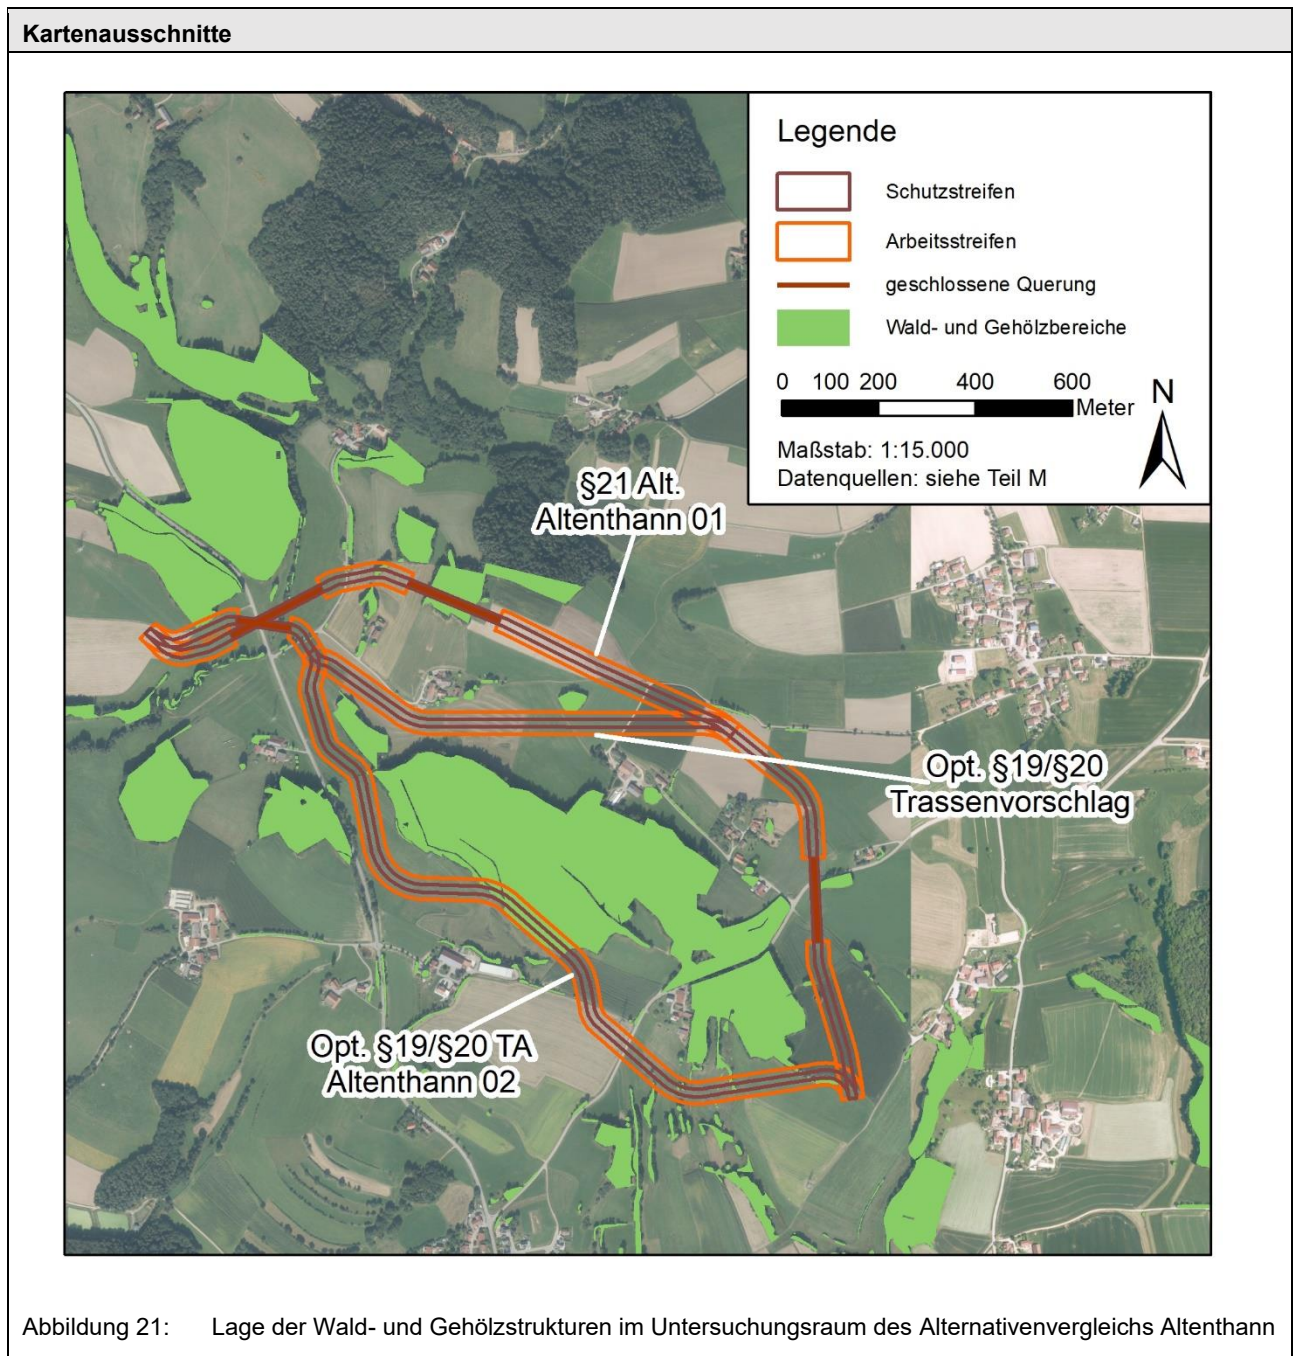 Kartenausschnitte
Legende
Schutzstreifen
Arbeitsstreifen
geschlossene Querung
Wald- und Gehölzbereiche
0 100 200 400 600
Meter
N
Maßstab: 1:15.000
Datenquellen: siehe Teil M
§21 Alt.
Altenthann 01
Opt. §19/§20
Trassenvorschlag
Opt. §19/§20 TA
Altenthann 02
Abbildung 21: Lage der Wald- und Gehölzstrukturen im Untersuchungsraum des Alternativenvergleichs Altenthann